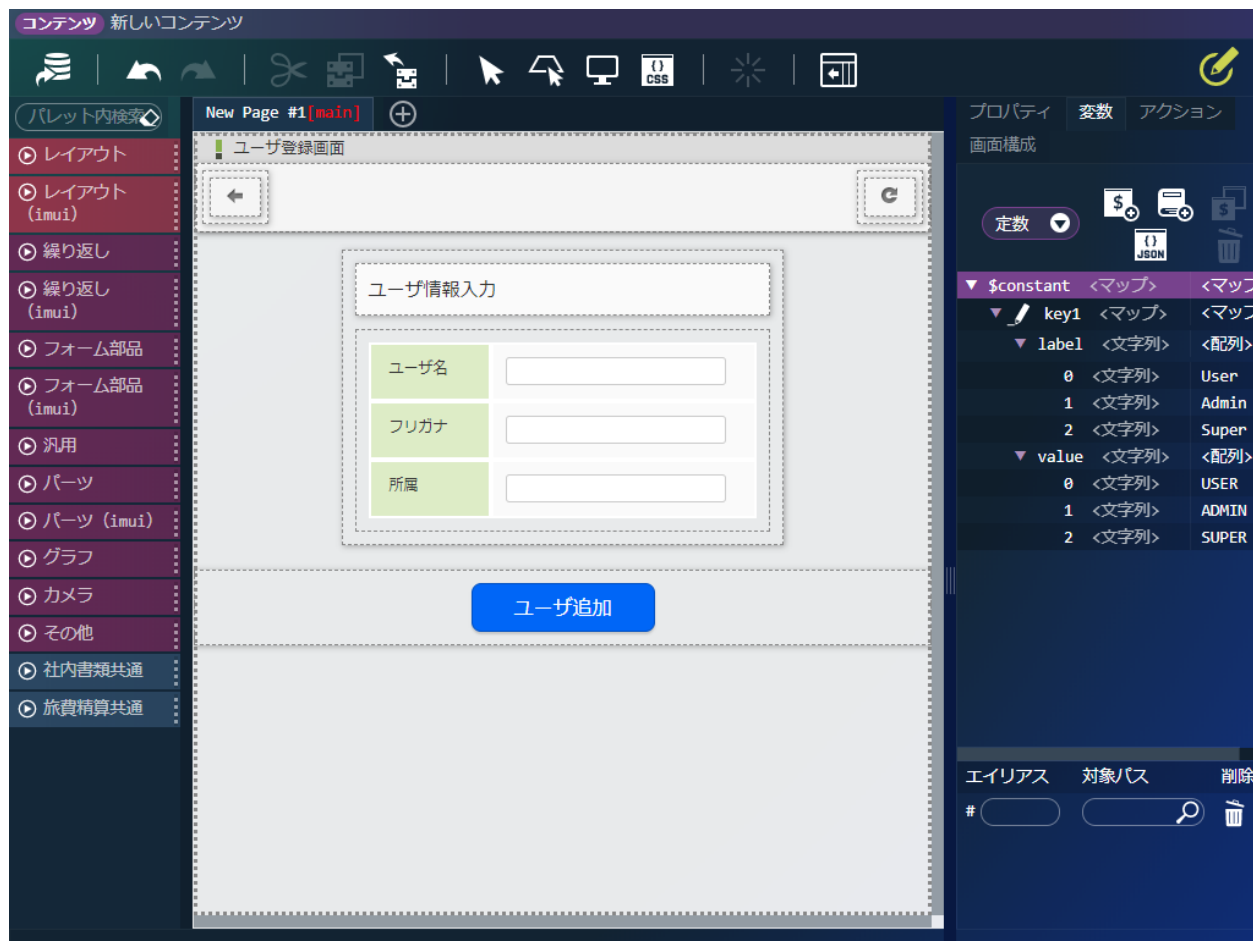 コンテンツ 新しいコンテンツ
{} CSS
パレット内検索
レイアウト
レイアウト
(imui)
繰り返し
繰り返し
(imui)
フォーム部品
フォーム部品
(imui)
汎用
パーツ
パーツ (imui)
グラフ
カメラ
その他
社内書類共通
旅費精算共通
New Page #1[main]
ユーザ登録画面
ユーザ情報入力
ユーザ名
フリガナ
所属
ユーザ追加
プロパティ 変数 アクション
画面構成
定数
$
$
{} JSON
$constant <マップ> <マップ
key1 <マップ> <マップ
label <文字列> <配列>
0 <文字列> User
1 <文字列> Admin
2 <文字列> Super
value <文字列> <配列>
0 <文字列> USER
1 <文字列> ADMIN
2 <文字列> SUPER
エイリアス 対象パス 削除
#